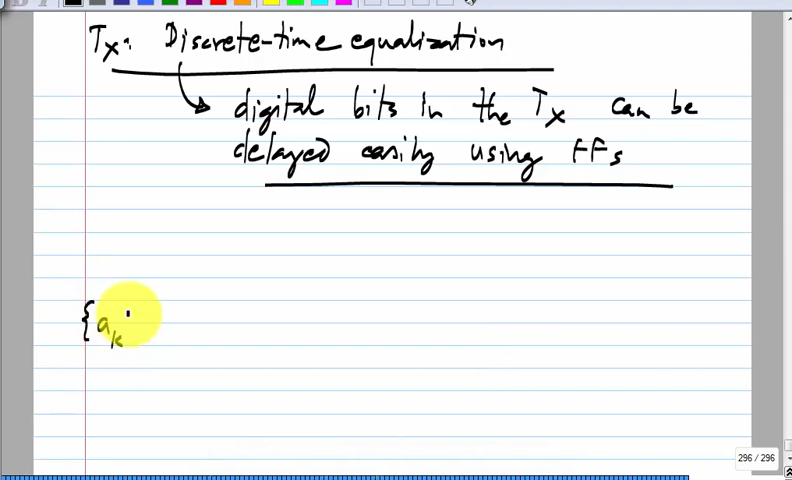 Tx: Discrete-time equalization
digital bits in the Tx can be
delayed easily using FFs
{ak
296 / 296